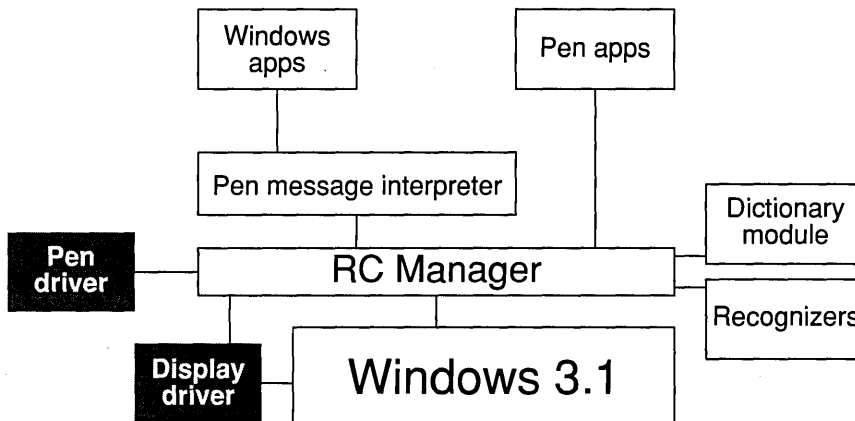 Windows
apps
Pen apps
Pen message interpreter
Dictionary
module
Pen
driver
RC Manager
Recognizers
Display
driver
Windows 3.1